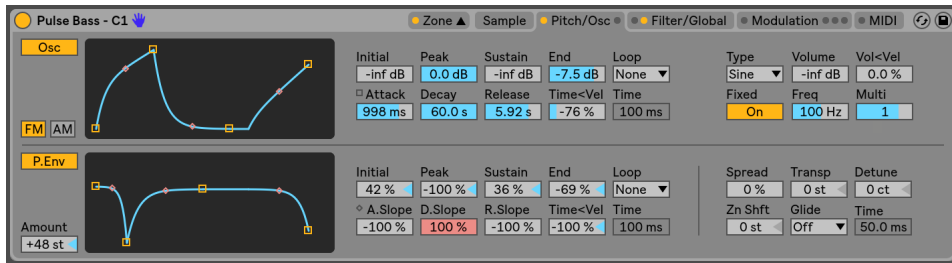 Pulse Bass - C1 Zone Sample Pitch/Osc Filter/Global Modulation MIDI
Osc
Initial Peak Sustain End Loop Type Volume Vol<Vel
-inf dB 0.0 dB -inf dB -7.5 dB None Sine -inf dB 0.0 %
Attack Decay Release Time<Vel Time Fixed Freq Multi
FM AM 998 ms 60.0 s 5.92 s -76 % 100 ms On 100 Hz 1
P.Env
Initial Peak Sustain End Loop Spread Transp Detune
42 % -100 % 36 % -69 % None 0 % 0 st 0 ct
A.Slope D.Slope R.Slope Time<Vel Time Zn Shft Glide Time
Amount
+48 st -100 % 100 % -100 % -100 % 100 ms 0 st Off 50.0 ms